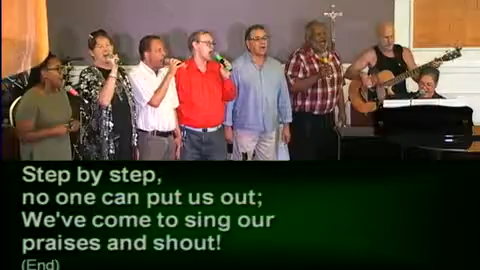 Step by step,
no one can put us out;
We've come to sing our
praises and shout!
(End)